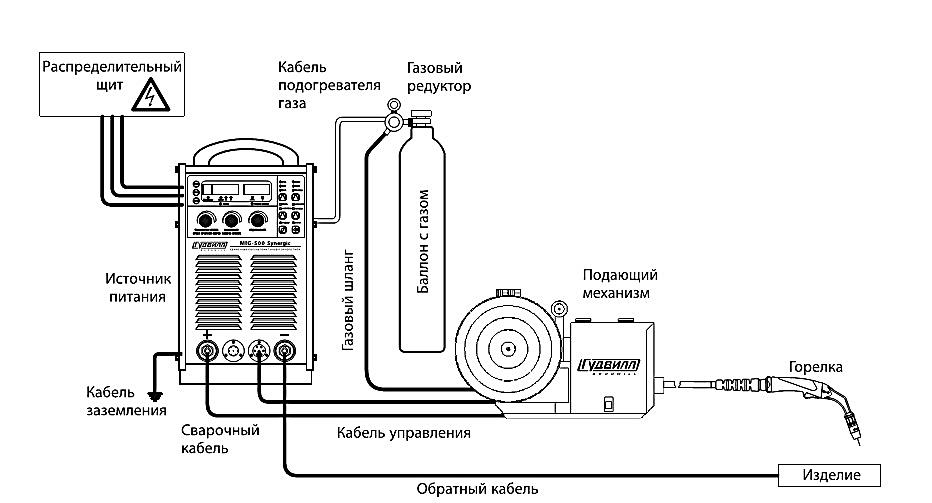 Распределительный
щит
Кабель
подогревателя
газа
Газовый
редуктор
ГУДВИЛЛ
MIG-500 Synergic
Источник
питания
Газовый шланг
Баллон с газом
Подающий
механизм
ГУДВИЛЛ
Горелка
+
−
Кабель
заземления
Сварочный
кабель
Кабель управления
Обратный кабель
Изделие